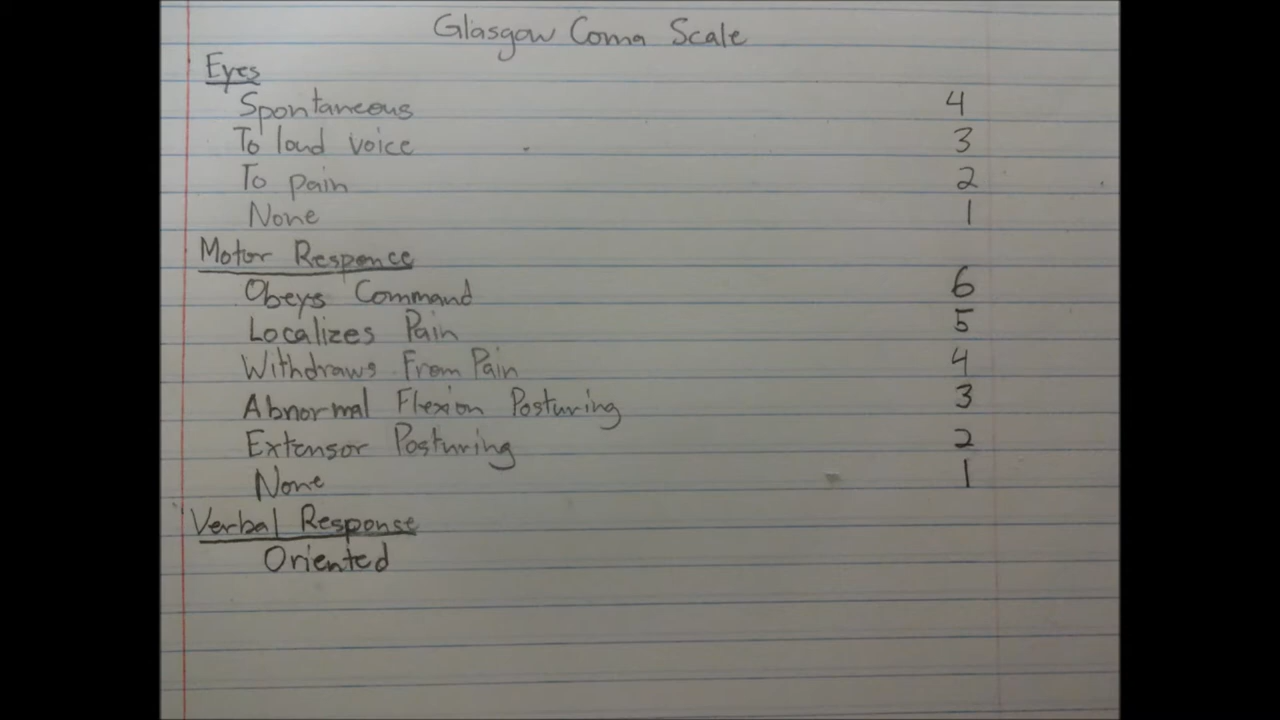 Glasgow Coma Scale
Eyes
Spontaneous 4
To loud voice 3
To pain 2
None 1
Motor Responce
Obeys Command 6
Localizes Pain 5
Withdraws From Pain 4
Abnormal Flexion Posturing 3
Extensor Posturing 2
None 1
Verbal Response
Oriented